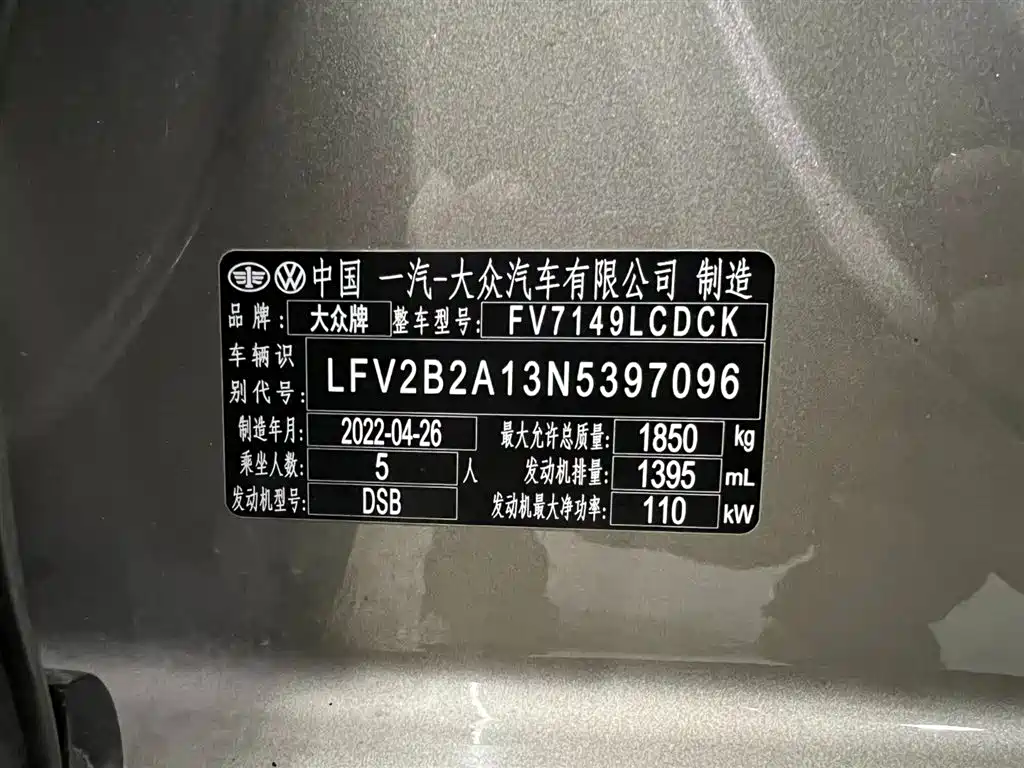 中国 一汽-大众汽车有限公司 制造
品牌: 大众牌 整车型号: FV7149LCDCK
车辆识
别代号: LFV2B2A13N5397096
制造年月: 2022-04-26 最大允许总质量: 1850 kg
乘坐人数: 5 人 发动机排量: 1395 mL
发动机型号: DSB 发动机最大净功率: 110 kW